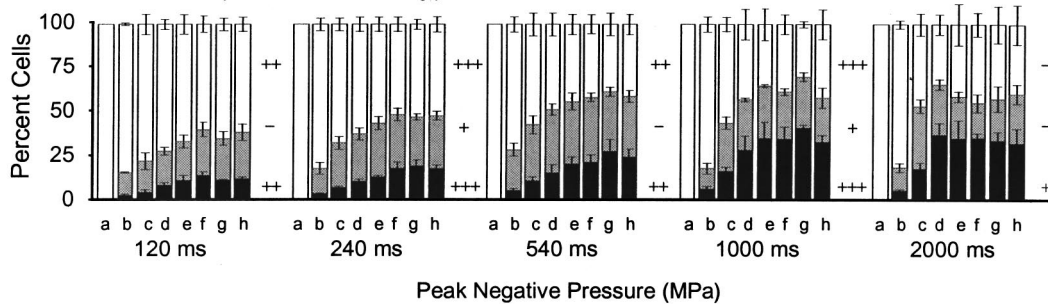 100
75
50
25
0
Percent Cells
++ +++ ++ +++ –
– + – + –
++ +++ ++ +++ +
a b c d e f g h a b c d e f g h a b c d e f g h a b c d e f g h a b c d e f g h
120 ms 240 ms 540 ms 1000 ms 2000 ms
Peak Negative Pressure (MPa)